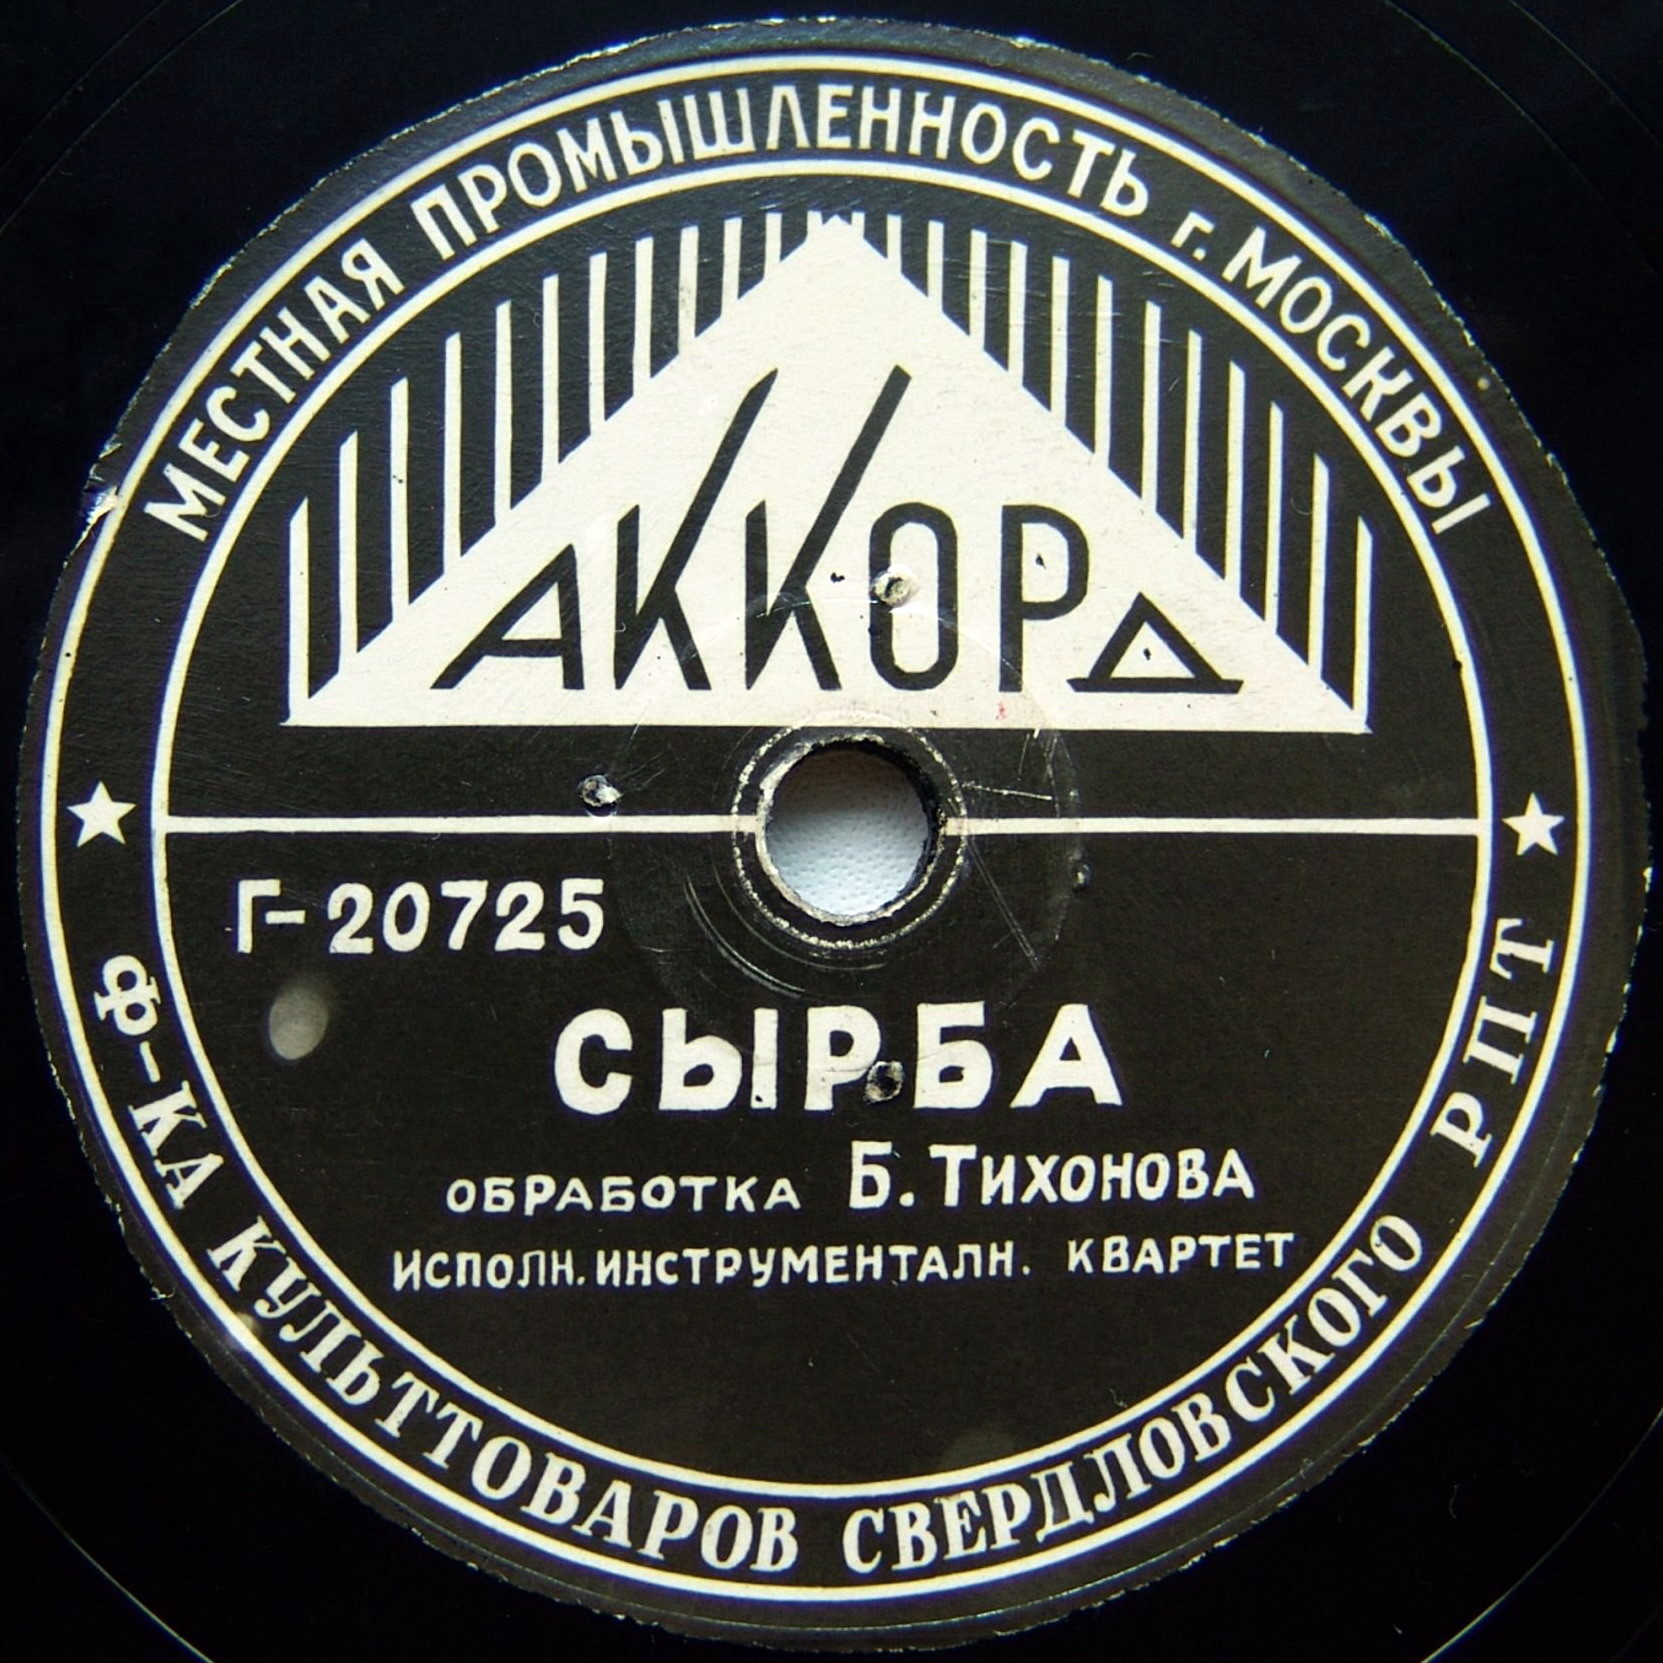 МЕСТНАЯ ПРОМЫШЛЕННОСТЬ г. МОСКВЫ
АККОРД
Г-20725
СЫРБА
ОБРАБОТКА Б. ТИХОНОВА
ИСПОЛН. ИНСТРУМЕНТАЛН. КВАРТЕТ
Ф-КА КУЛЬТТОВАРОВ СВЕРДЛОВСКОГО РПТ